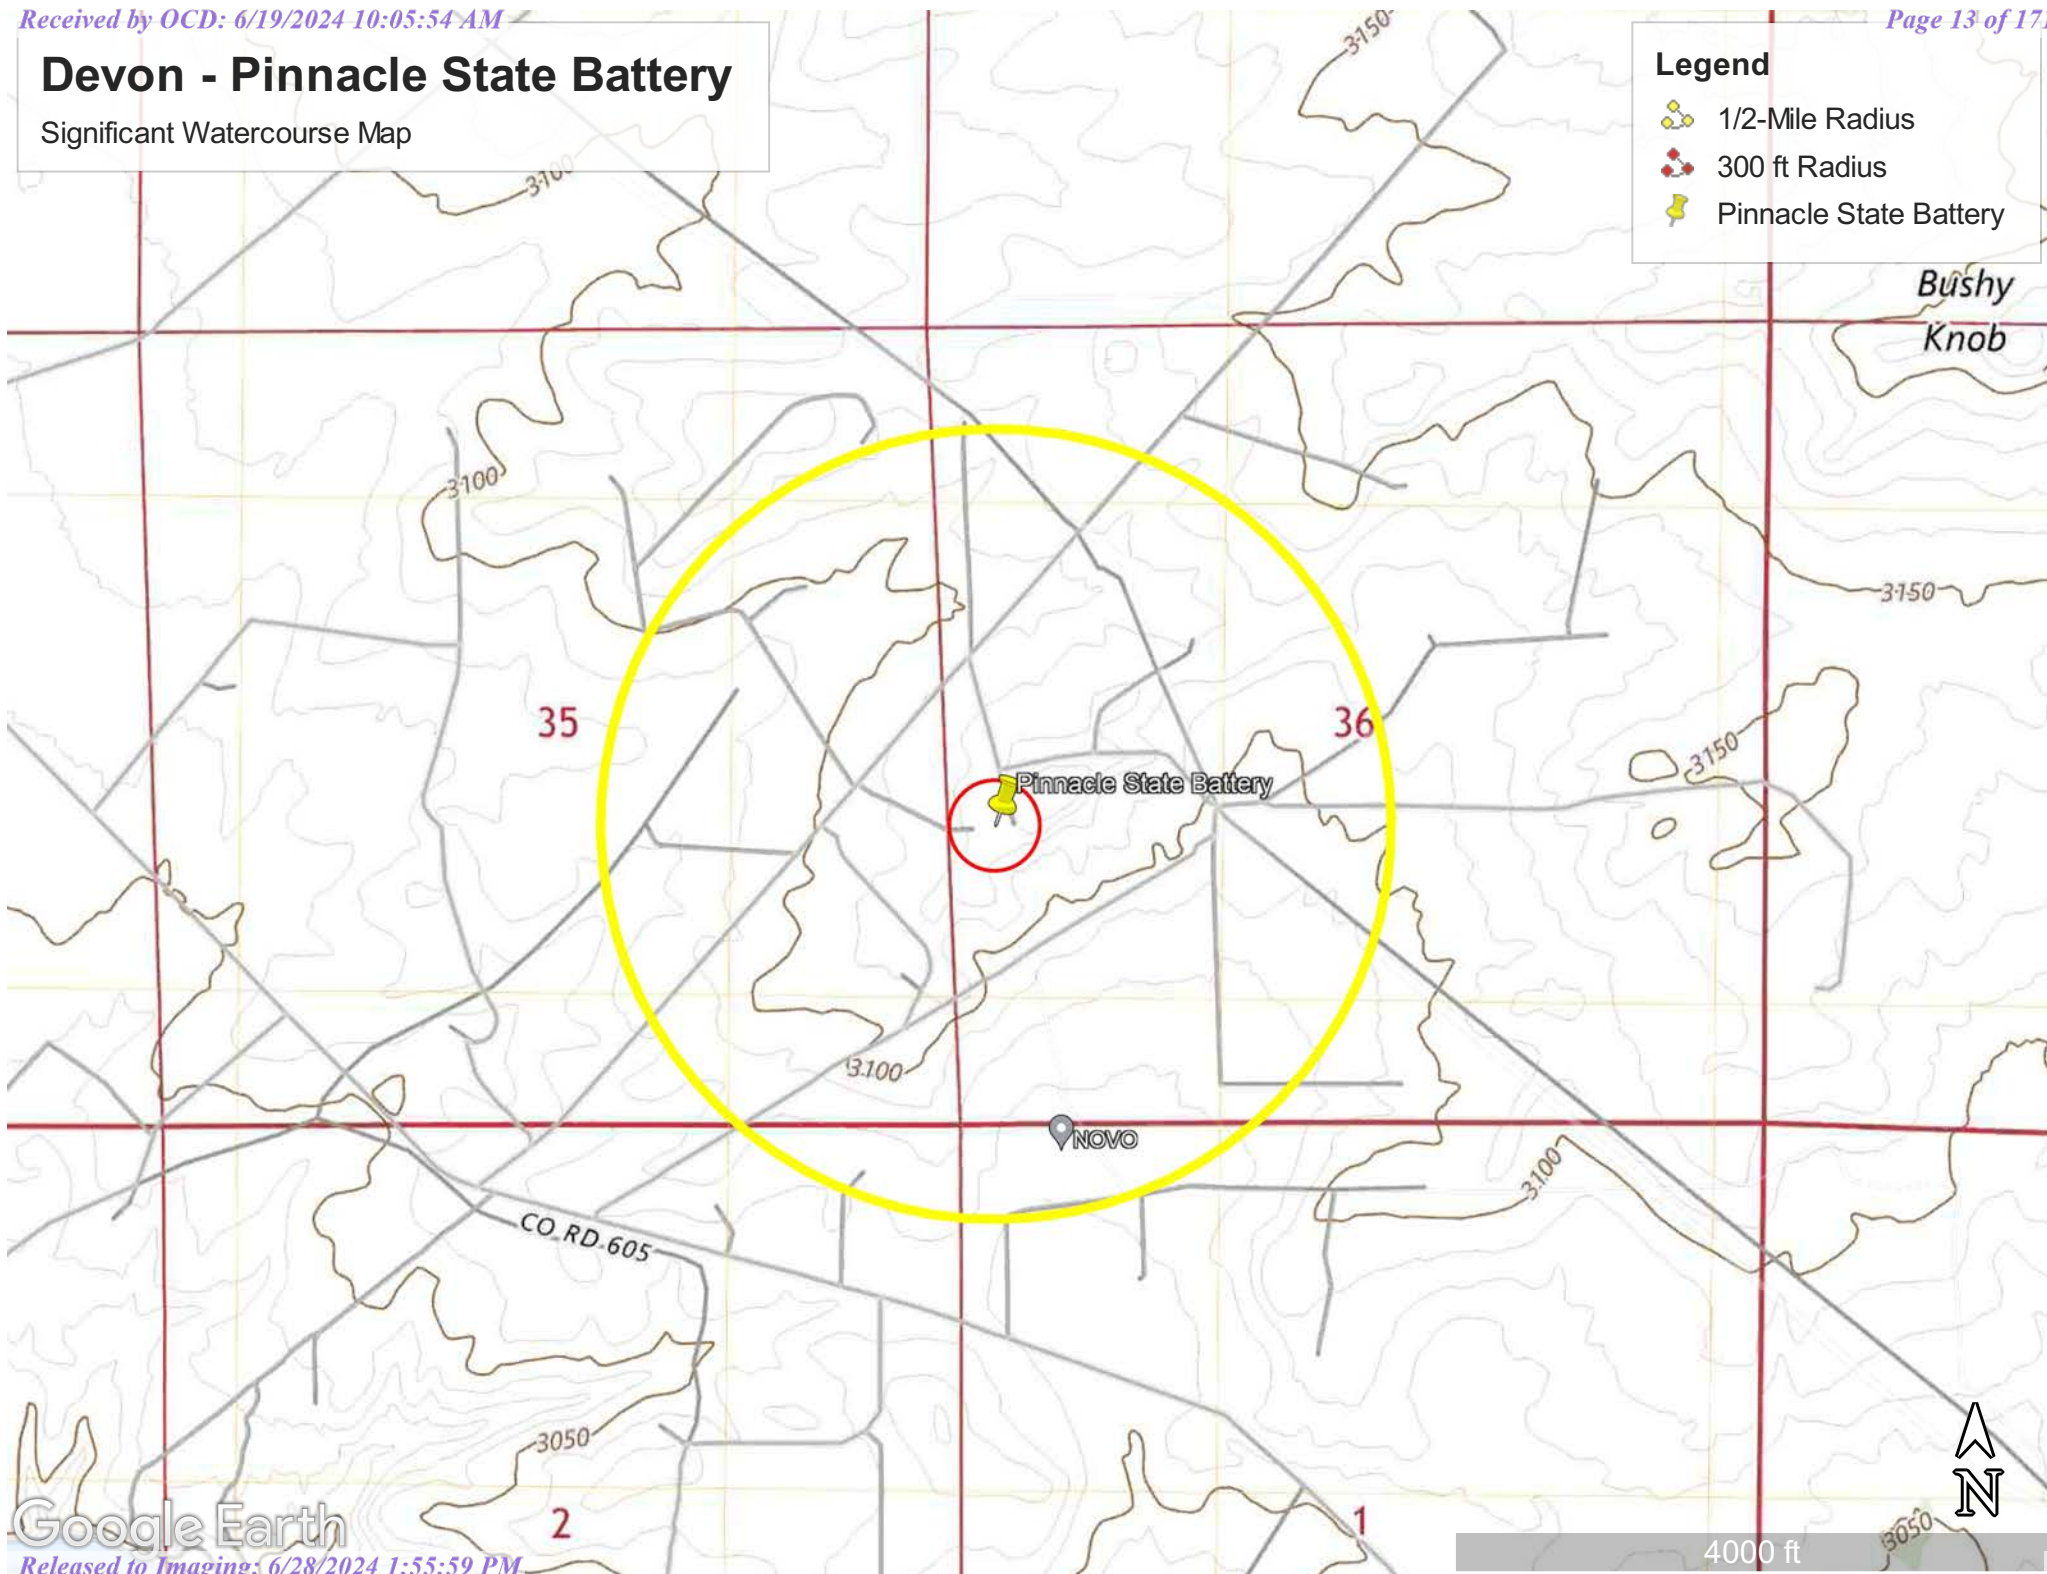 Received by OCD: 6/19/2024 10:05:54 AM
Page 13 of 171
Devon - Pinnacle State Battery
Significant Watercourse Map
Legend
1/2-Mile Radius
300 ft Radius
Pinnacle State Battery
3150
3100
Bushy
Knob
3100
3150
35
36
3150
Pinnacle State Battery
3100
NOVO
3100
CO RD 605
3050
2
1
N
3050
Google Earth
4000 ft
Released to Imaging: 6/28/2024 1:55:59 PM